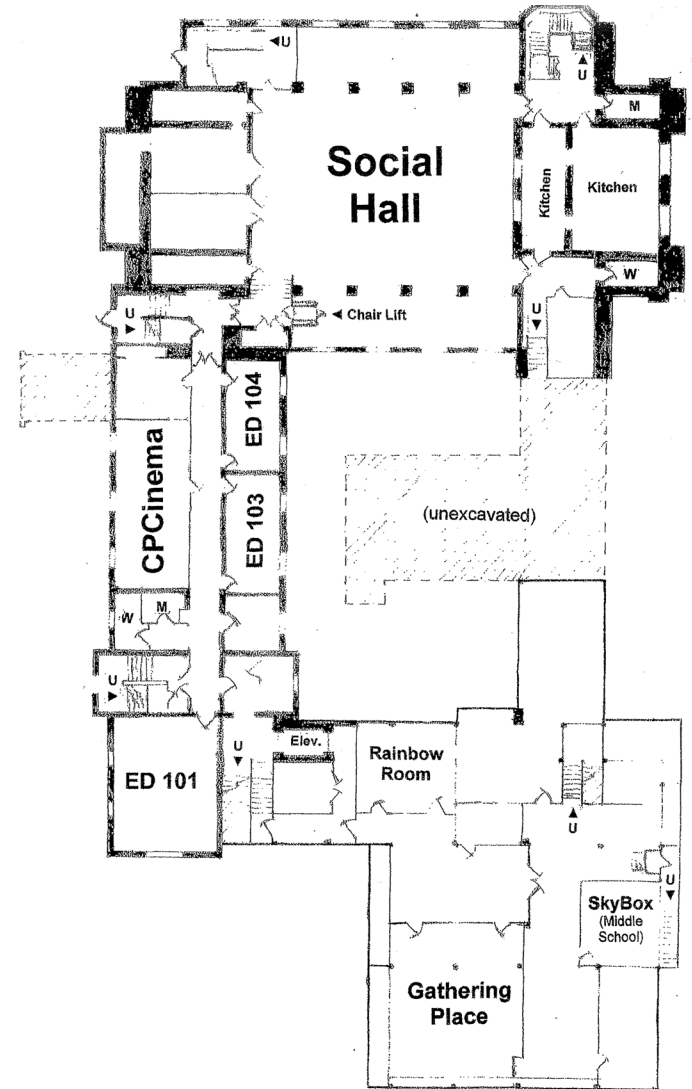 ◄U
U
▲
M
Social
Hall
Kitchen
Kitchen
W
U
►
◄ Chair Lift
U
▼
ED 104
CPCinema
ED 103
(unexcavated)
W
M
U
►
U
▼
Elev.
Rainbow
Room
ED 101
▲
U
U
▼
SkyBox
(Middle
School)
Gathering
Place